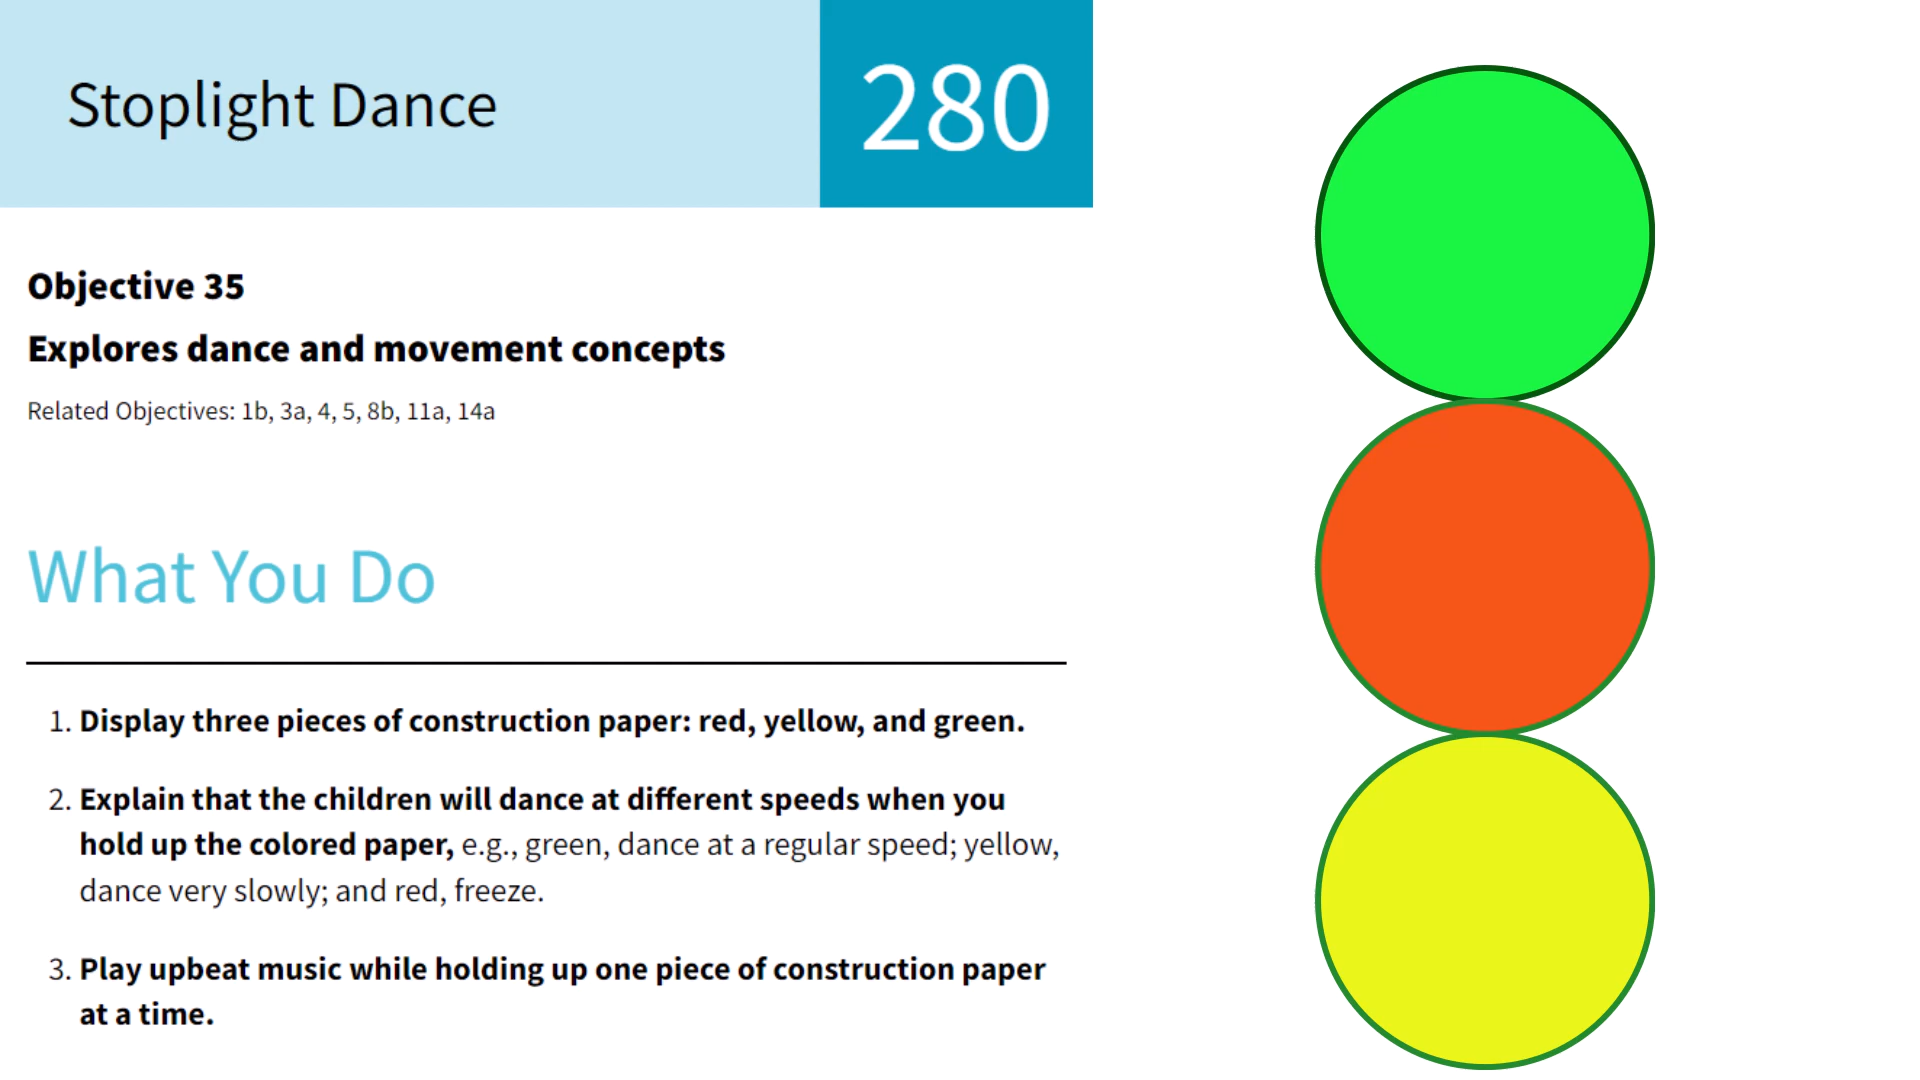 Stoplight Dance
280
Objective 35
Explores dance and movement concepts
Related Objectives: 1b, 3a, 4, 5, 8b, 11a, 14a
What You Do
1. Display three pieces of construction paper: red, yellow, and green.
2. Explain that the children will dance at different speeds when you
hold up the colored paper, e.g., green, dance at a regular speed; yellow,
dance very slowly; and red, freeze.
3. Play upbeat music while holding up one piece of construction paper
at a time.